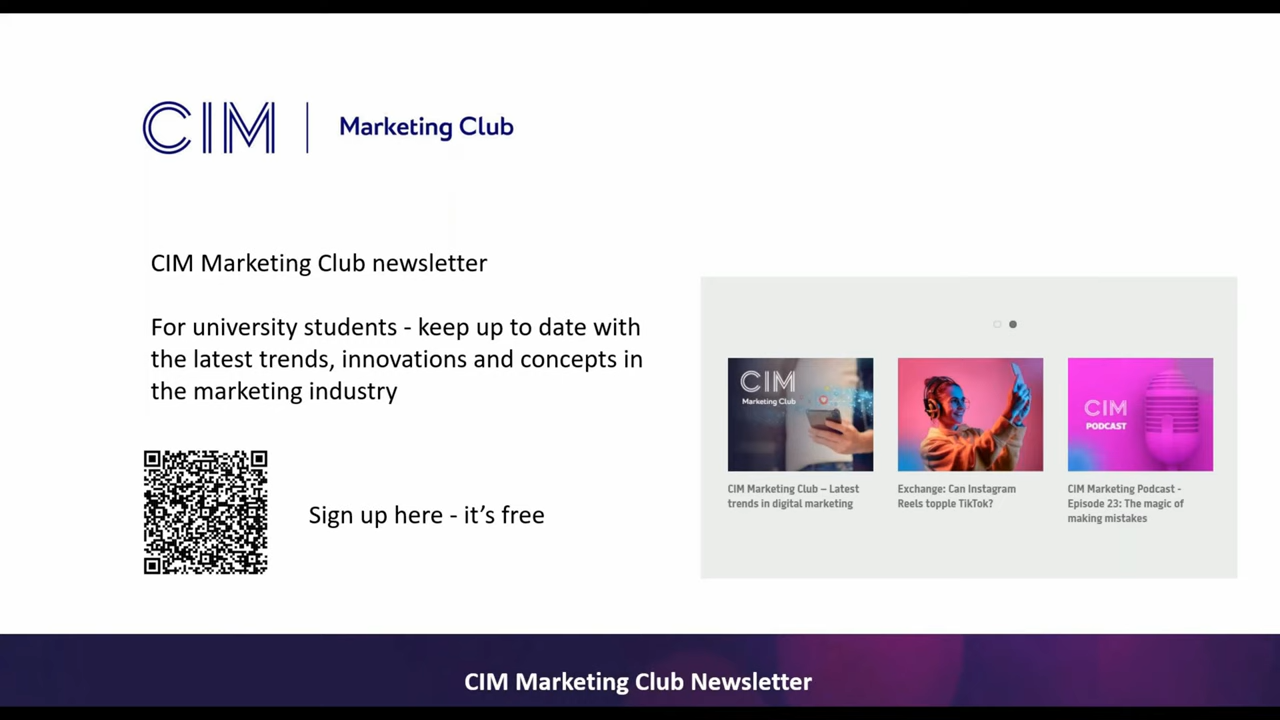 CIM | Marketing Club
CIM Marketing Club newsletter
For university students - keep up to date with
the latest trends, innovations and concepts in
the marketing industry
Sign up here - it’s free
CIM
Marketing Club
CIM Marketing Club – Latest
trends in digital marketing
Exchange: Can Instagram
Reels topple TikTok?
CIM
PODCAST
CIM Marketing Podcast -
Episode 23: The magic of
making mistakes
CIM Marketing Club Newsletter